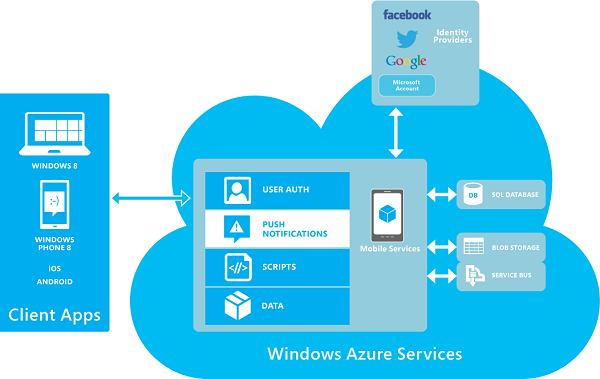 facebook
Identity
Providers
Google
Microsoft
Account
WINDOWS 8
:-)
WINDOWS
PHONE 8
iOS
ANDROID
Client Apps
USER AUTH
PUSH
NOTIFICATIONS
SCRIPTS
DATA
Mobile Services
DB
SQL DATABASE
BLOB STORAGE
SERVICE BUS
Windows Azure Services